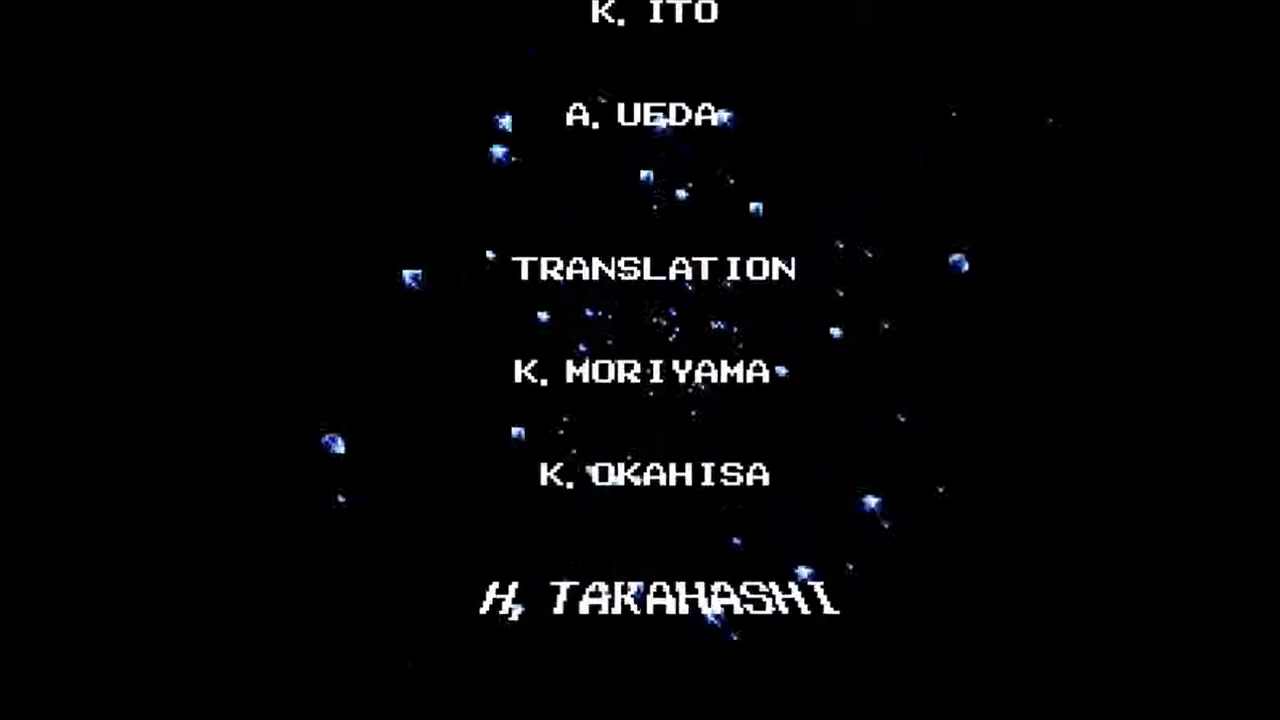 K. ITO
A. UEDA
TRANSLATION
K. MORIYAMA
K. OKAHISA
H. TAKAHASHI